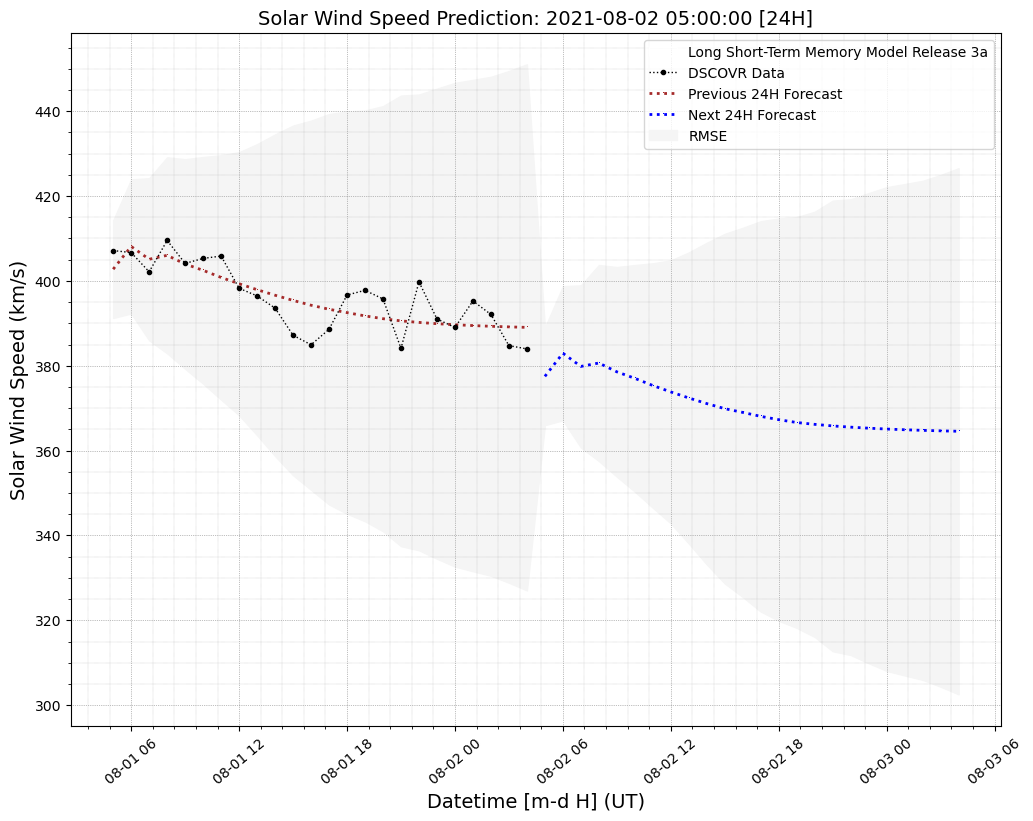 Solar Wind Speed Prediction: 2021-08-02 05:00:00 [24H]
Long Short-Term Memory Model Release 3a
DSCOVR Data
Previous 24H Forecast
Next 24H Forecast
RMSE
Solar Wind Speed (km/s)
440
420
400
380
360
340
320
300
08-01 06
08-01 12
08-01 18
08-02 00
08-02 06
08-02 12
08-02 18
08-03 00
08-03 06
Datetime [m-d H] (UT)